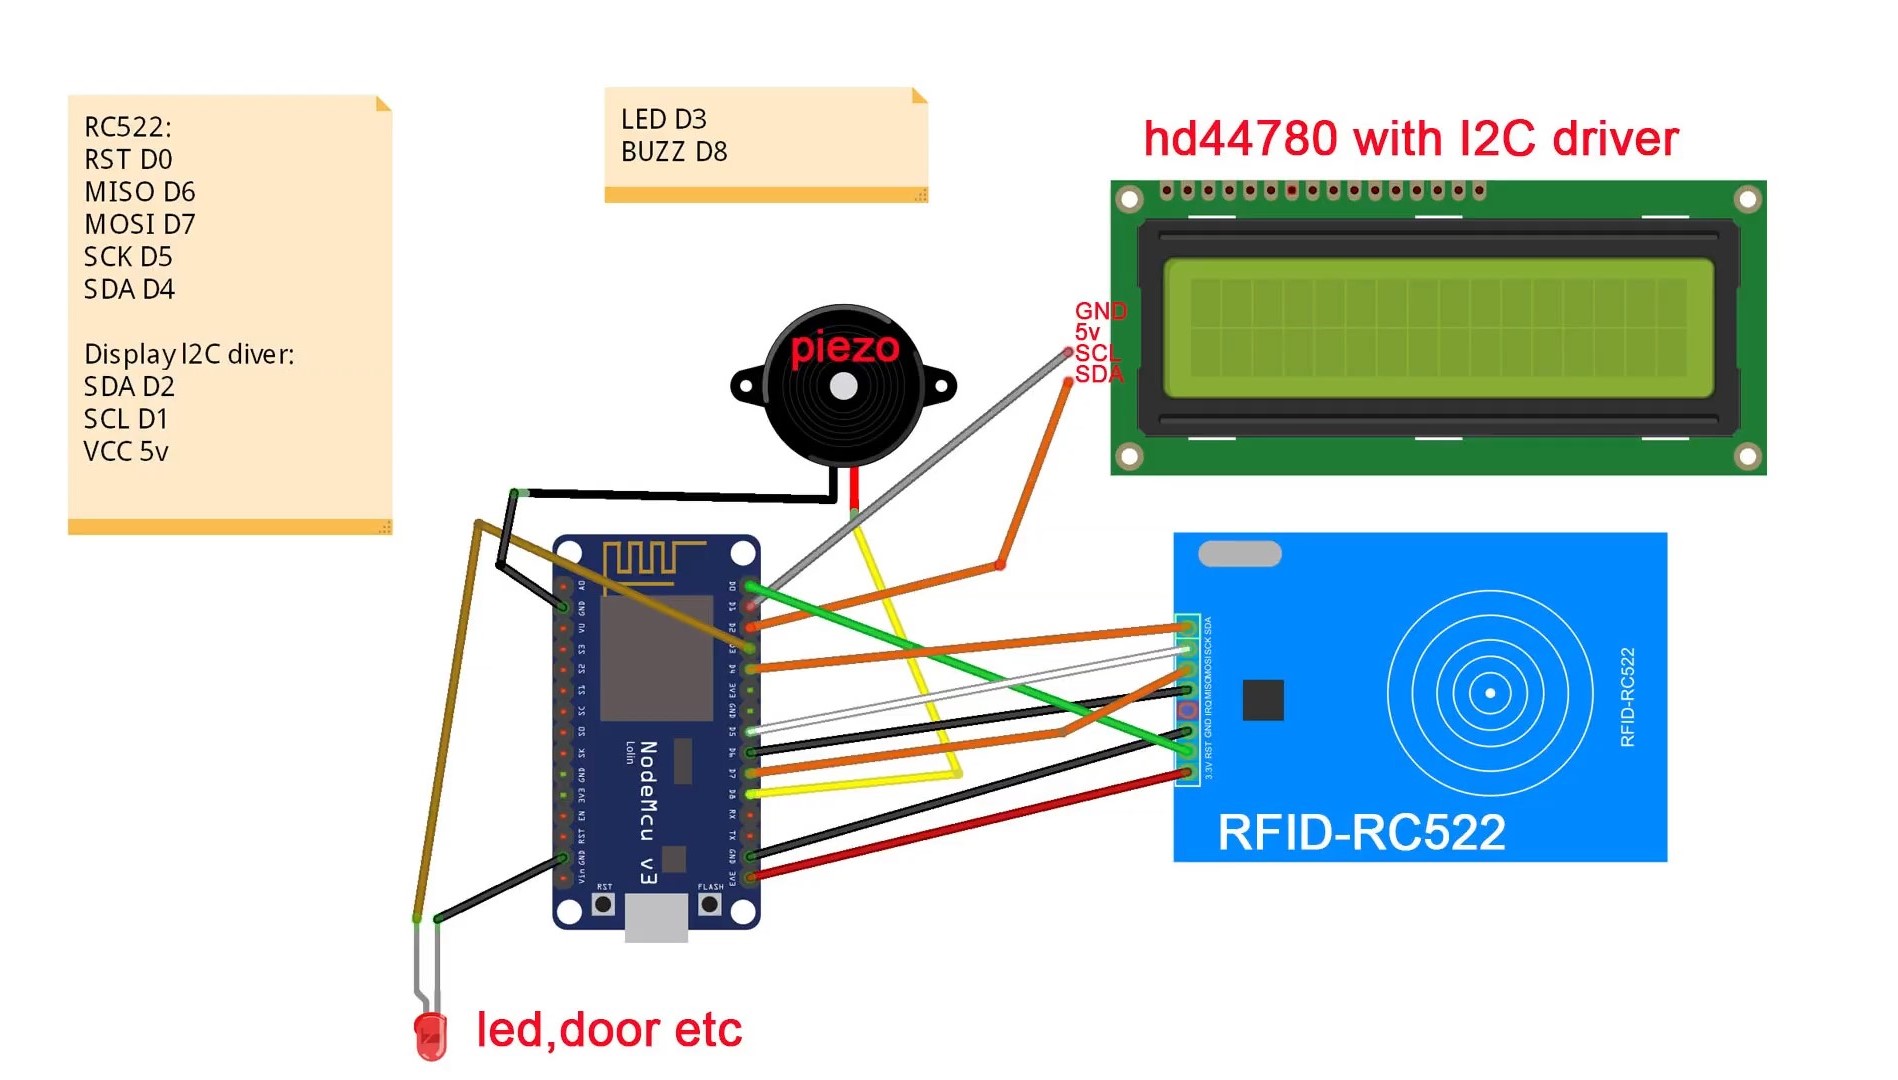 RC522:
RST D0
MISO D6
MOSI D7
SCK D5
SDA D4
Display I2C diver:
SDA D2
SCL D1
VCC 5v
LED D3
BUZZ D8
hd44780 with I2C driver
GND
5v
SCL
SDA
piezo
A0
GND
VU
S3
S2
S1
SC
SO
SK
GND
3V3
EN
RST
GND
Vin
D0
D1
D2
D4
3V3
GND
D5
D6
D7
D8
RX
TX
GND
3V3
NodeMcu v3
Lolin
RST
FLASH
SDA
SCK
MOSI
MISO
IRQ
GND
RST
3.3V
RFID-RC522
RFID-RC522
led,door etc